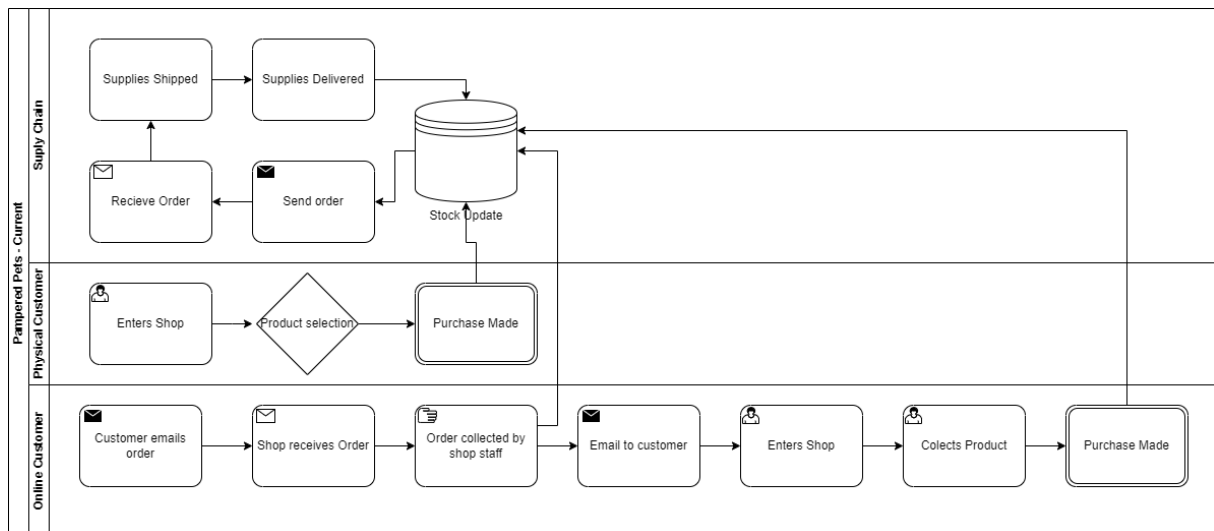 Pampered Pets - Current
Suply Chain
Supplies Shipped
Supplies Delivered
Recieve Order
Send order
Stock Update
Physical Customer
Enters Shop
Product selection
Purchase Made
Online Customer
Customer emails
order
Shop receives Order
Order collected by
shop staff
Email to customer
Enters Shop
Colects Product
Purchase Made